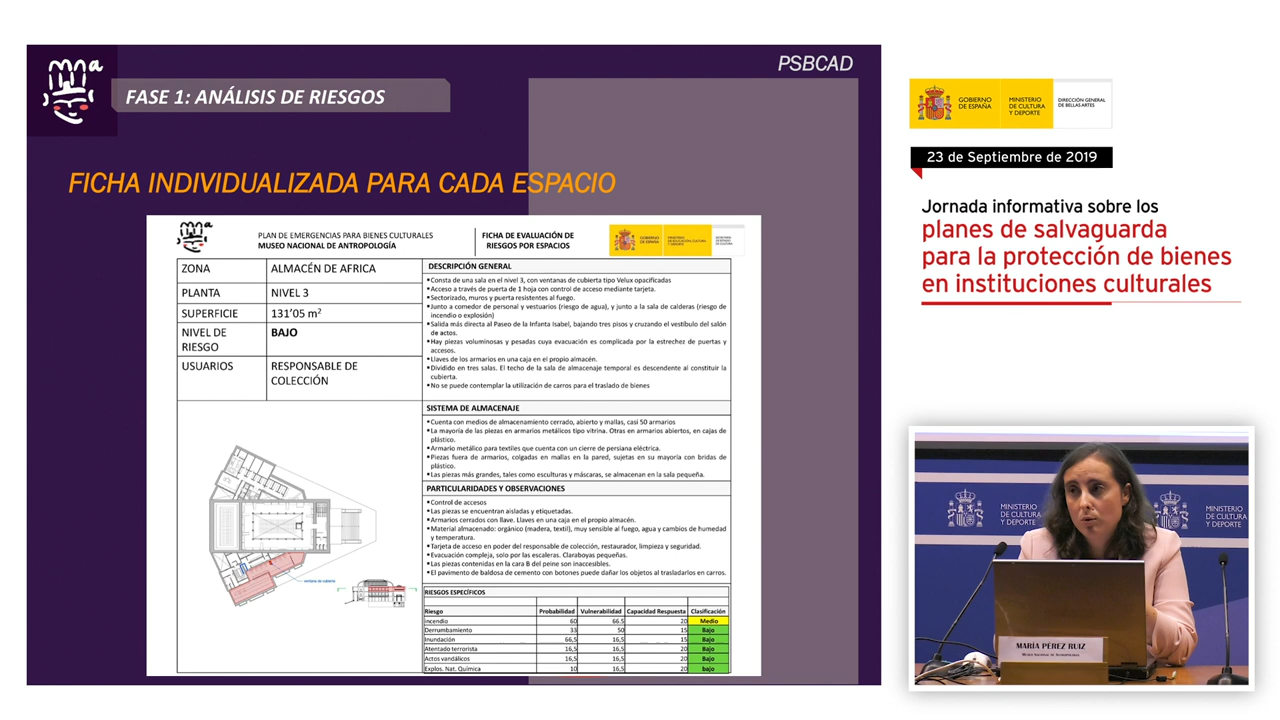 PSBCAD
FASE 1: ANÁLISIS DE RIESGOS
FICHA INDIVIDUALIZADA PARA CADA ESPACIO
PLAN DE EMERGENCIAS PARA BIENES CULTURALES
MUSEO NACIONAL DE ANTROPOLOGÍA
FICHA DE EVALUACIÓN DE
RIESGOS POR ESPACIOS
ZONA ALMACÉN DE AFRICA
PLANTA NIVEL 3
SUPERFICIE 131'05 m²
NIVEL DE RIESGO BAJO
USUARIOS RESPONSABLE DE
COLECCIÓN
DESCRIPCIÓN GENERAL
▪Consta de una sala en el nivel 3, con ventanas de cubierta tipo Velux opacificadas
▪Acceso a través de puerta de 1 hoja con control de acceso mediante tarjeta.
▪Sectorizado, muros y puerta resistentes al fuego.
▪Junto a comedor de personal y vestuarios (riesgo de agua), y junto a la sala de calderas (riesgo de
incendio o explosión)
▪Salida más directa al Paseo de la Infanta Isabel, bajando tres pisos y cruzando el vestíbulo del salón
de actos.
▪Hay piezas voluminosas y pesadas cuya evacuación es complicada por la estrechez de puertas y
accesos.
▪Llaves de los armarios en una caja en el propio almacén.
▪Dividido en tres salas. El techo de la sala de almacenaje temporal es descendente al constituir la
cubierta.
▪No se puede contemplar la utilización de carros para el traslado de bienes
SISTEMA DE ALMACENAJE
▪Cuenta con medios de almacenamiento cerrado, abierto y mallas, casi 50 armarios
▪La mayoría de las piezas en armarios metálicos tipo vitrina. Otras en armarios abiertos, en cajas de
plástico.
▪Armario metálico para textiles que cuenta con un cierre de persiana eléctrica.
▪Piezas fuera de armarios, colgadas en mallas en la pared, sujetas en su mayoría con bridas de
plástico.
▪Las piezas más grandes, tales como esculturas y máscaras, se almacenan en la sala pequeña.
PARTICULARIDADES Y OBSERVACIONES
▪Control de accesos
▪Las piezas se encuentran aisladas y etiquetadas.
▪Armarios cerrados con llave. Llaves en una caja en el propio almacén.
▪Material almacenado: orgánico (madera, textil), muy sensible al fuego, agua y cambios de humedad
y temperatura.
▪Tarjeta de acceso en poder del responsable de colección, restaurador, limpieza y seguridad.
▪Evacuación compleja, solo por las escaleras. Claraboyas pequeñas.
▪Las piezas contenidas en la cara B del peine son inaccesibles.
▪El pavimento de baldosa de cemento con botones puede dañar los objetos al trasladarlos en carros.
RIESGOS ESPECÍFICOS
Riesgo Probabilidad Vulnerabilidad Capacidad Respuesta Clasificación
incendio 60 66.5 20 Medio
Derrumbamiento 33 50 15 Bajo
Inundación 66,5 16,5 15 Bajo
Atentado terrorista 16,5 16,5 20 Bajo
Actos vandálicos 16,5 16,5 20 Bajo
Explos. Nat. Química 10 16,5 20 bajo
GOBIERNO
DE ESPAÑA
MINISTERIO
DE CULTURA
Y DEPORTE
DIRECCIÓN GENERAL
DE BELLAS ARTES
23 de Septiembre de 2019
Jornada informativa sobre los
planes de salvaguarda
para la protección de bienes
en instituciones culturales
MINISTERIO
DE CULTURA
Y DEPORTE
MINISTERIO
DE CULTURA
Y DEPORTE
MARÍA PÉREZ RUIZ
MUSEO NACIONAL DE ANTROPOLOGÍA